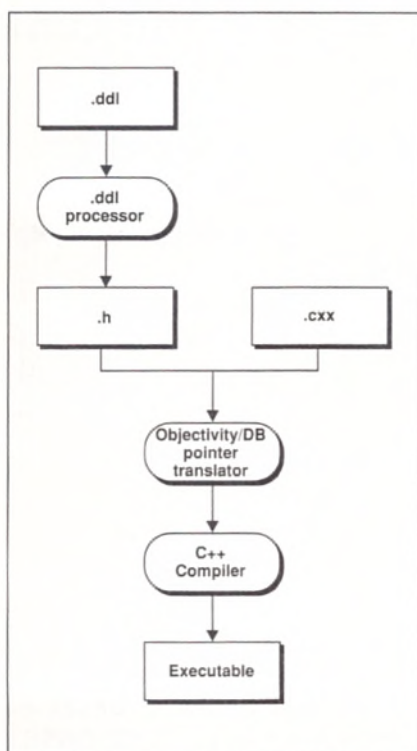 .ddl
.ddl
processor
.h
.cxx
Objectivity/DB
pointer
translator
C++
Compiler
Executable